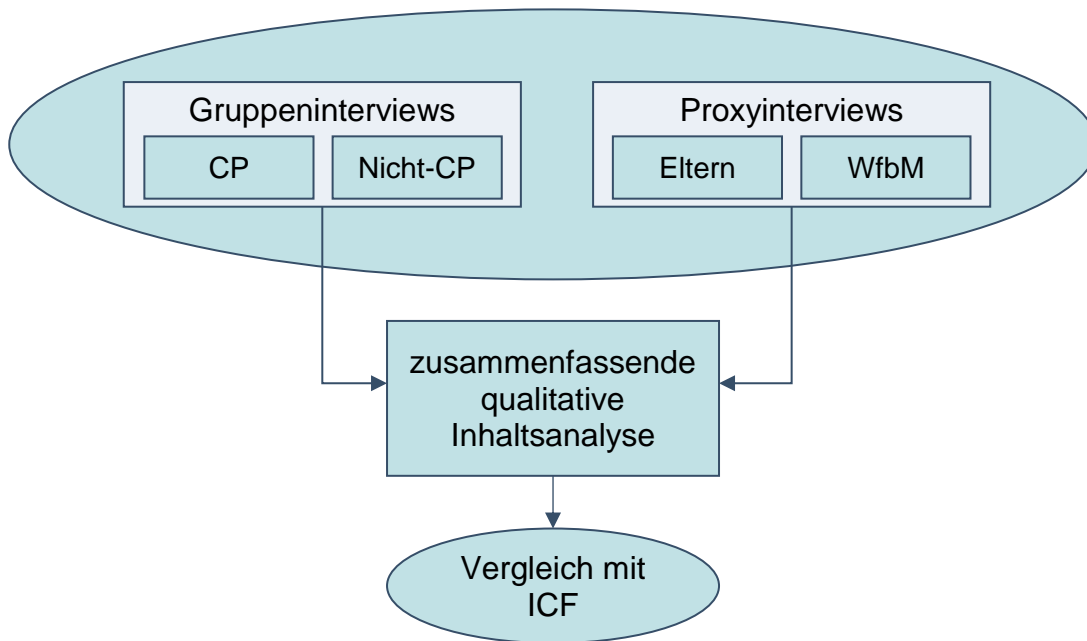 Gruppeninterviews
CP
Nicht-CP
Proxyinterviews
Eltern
WfbM
zusammenfassende
qualitative
Inhaltsanalyse
Vergleich mit
ICF